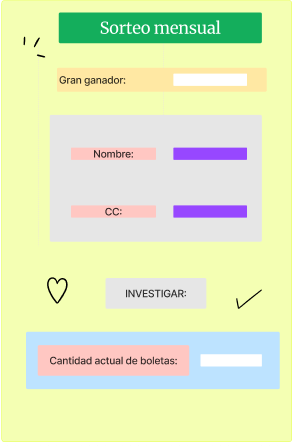 Sorteo mensual
Gran ganador:
Nombre:
CC:
INVESTIGAR:
Cantidad actual de boletas: